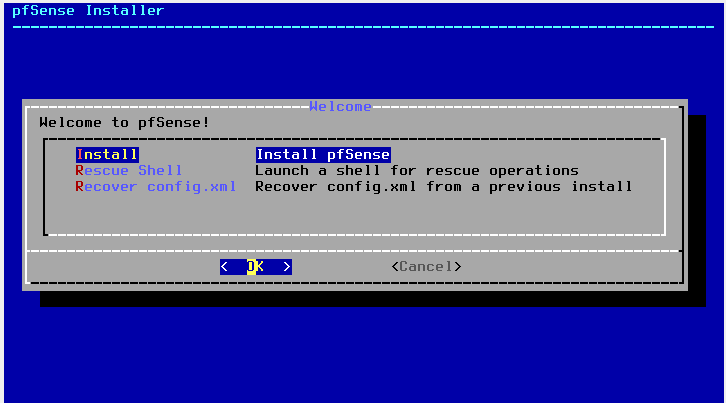 pfSense Installer
Welcome
Welcome to pfSense!
Install Install pfSense
Rescue Shell Launch a shell for rescue operations
Recover config.xml Recover config.xml from a previous install
< OK > <Cancel>